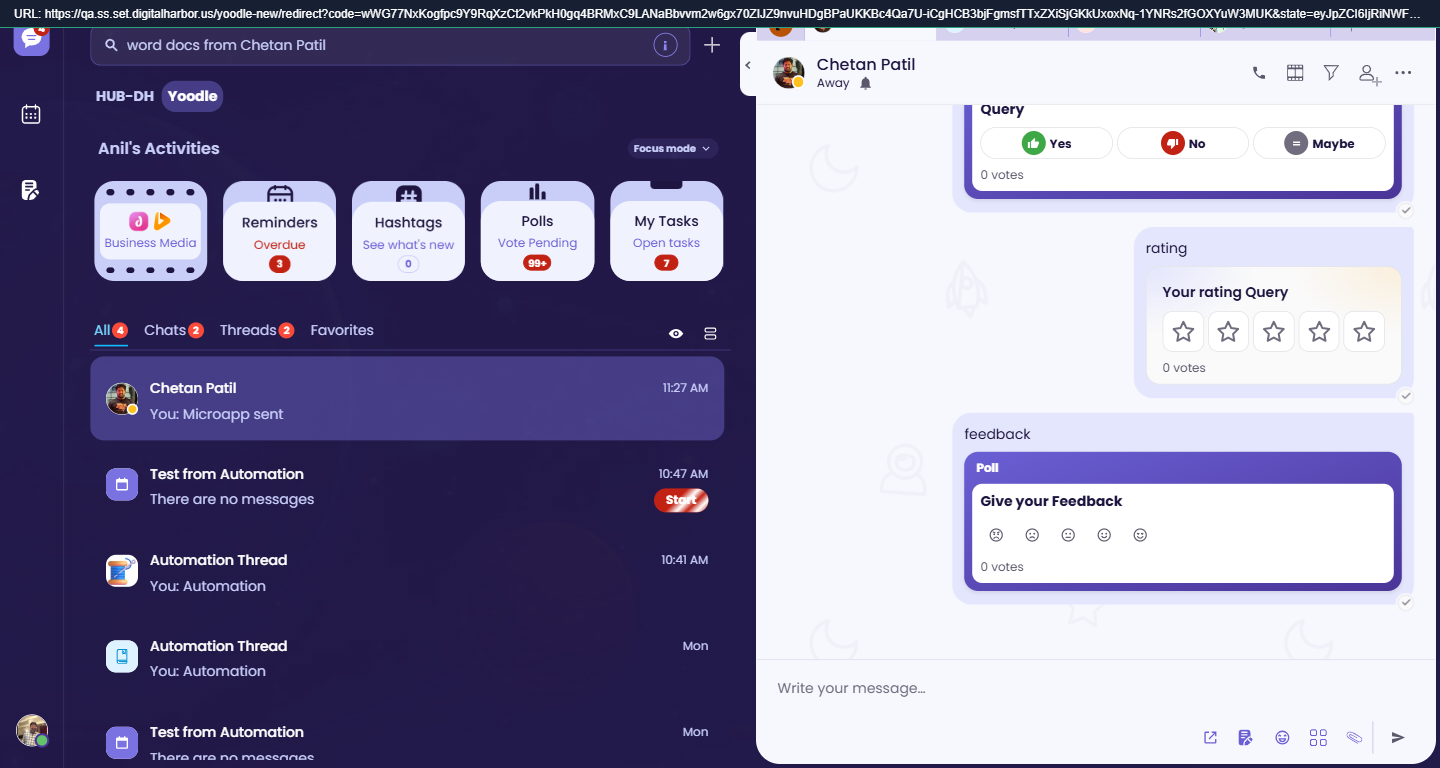 URL: https://qa.ss.set.digitalharbor.us/yoodle-new/redirect?code=wWG77NxKogfpc9Y9RqXzCt2vkPkH0gq4BRMxC9LANaBbvvm2w6gx70ZIJZ9nvuHDgBPaUKKBc4Qa7U-iCgHCB3bjFgmsfTTxZXiSjGKkUxoxNq-1YNRs2fGOXYuW3MUK&state=eyJpZCI6IjRiNWF...
4
word docs from Chetan Patil
HUB-DH Yoodle
Anil's Activities
Focus mode
Business Media
Reminders
Overdue
3
Hashtags
See what's new
0
Polls
Vote Pending
99+
My Tasks
Open tasks
7
All 4 Chats 2 Threads 2 Favorites
Chetan Patil 11:27 AM
You: Microapp sent
Test from Automation 10:47 AM
There are no messages Start
Automation Thread 10:41 AM
You: Automation
Automation Thread Mon
You: Automation
Test from Automation Mon
There are no messages
Chetan Patil
Away
Query
Yes No Maybe
0 votes
rating
Your rating Query
0 votes
feedback
Poll
Give your Feedback
0 votes
Write your message...